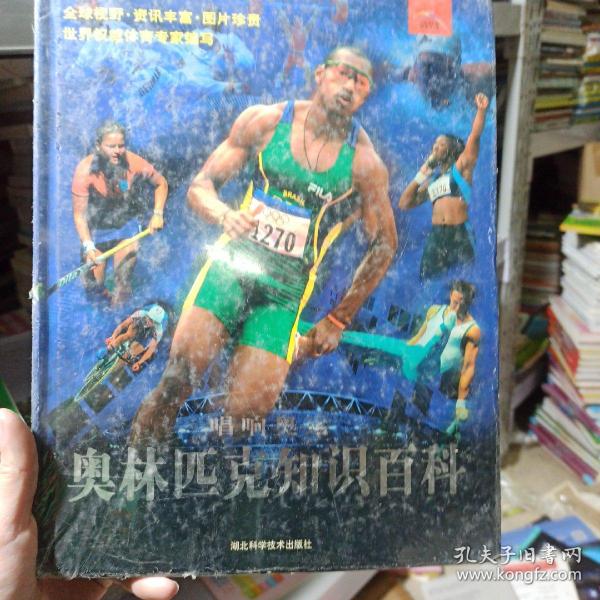 全球视野·资讯丰富·图片珍贵
世界权威体育专家编写
BRASIL
FILA
1270
1170
唱响
奥林匹克知识百科
湖北科学技术出版社
孔夫子旧书网
www.kongfz.com